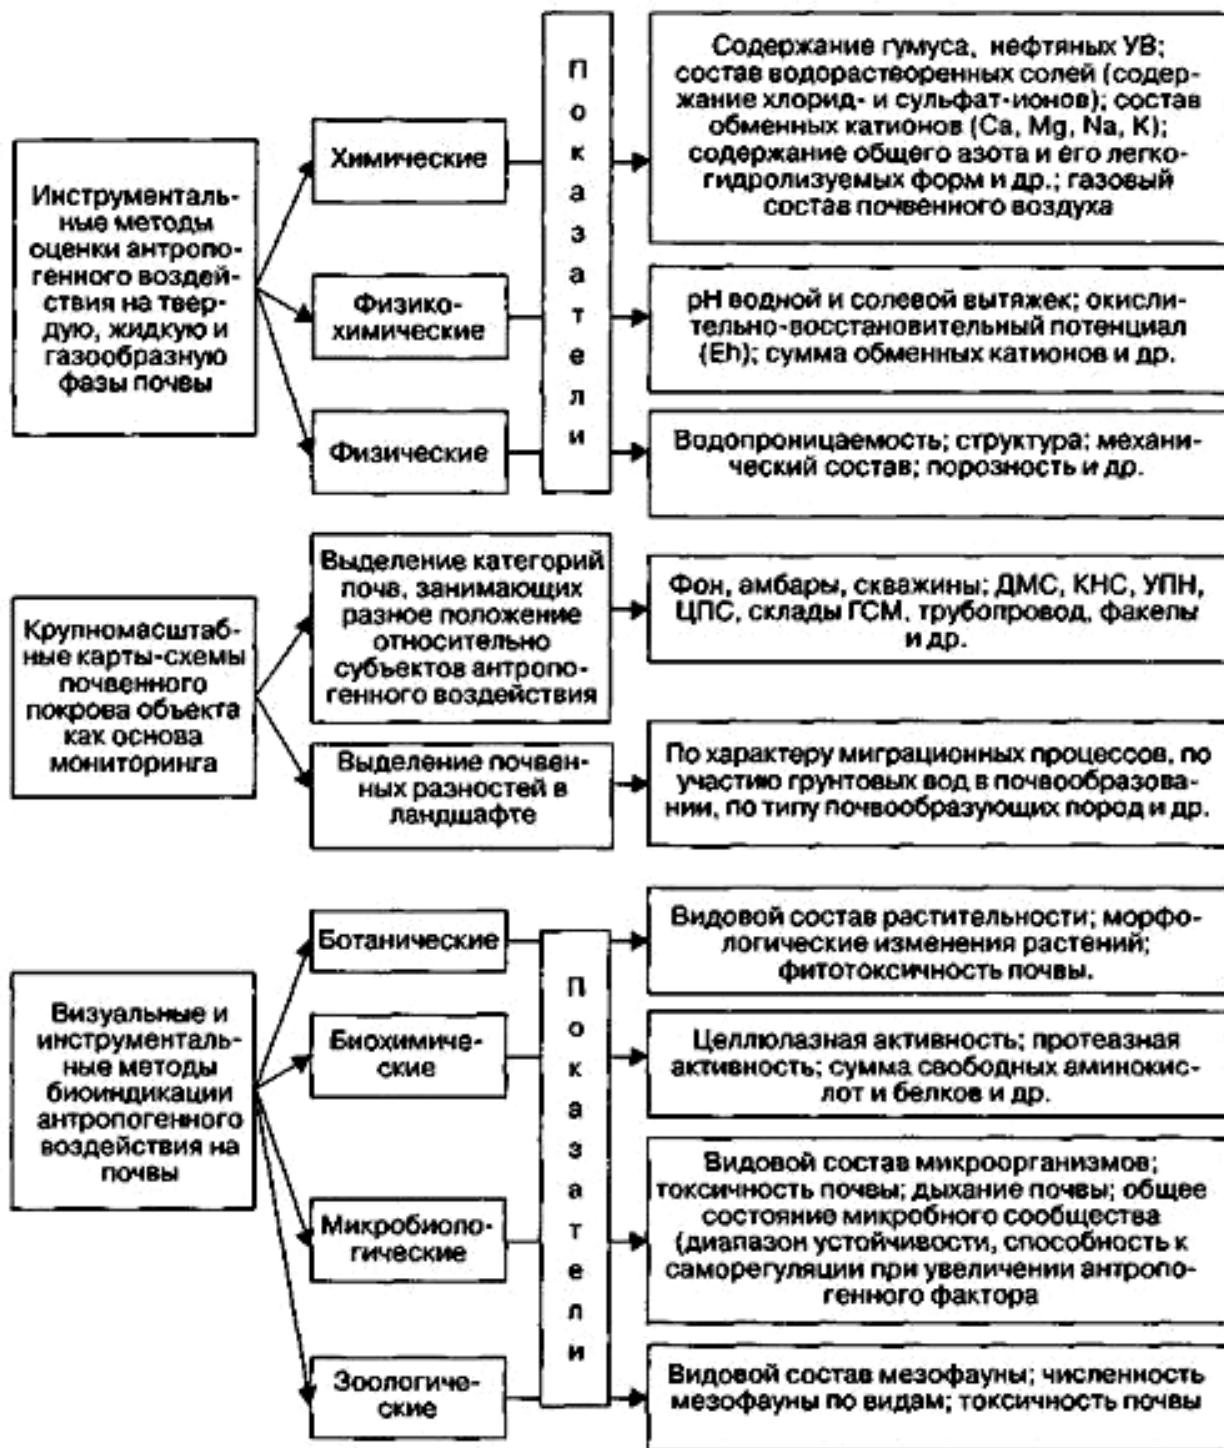 Инструменталь-
ные методы
оценки антропо-
генного воздей-
ствия на твер-
дую, жидкую и
газообразную
фазы почвы
Химические
Физико-
химические
Физические
П
о
к
а
з
а
т
е
л
и
Содержание гумуса, нефтяных УВ;
состав водорастворенных солей (содер-
жание хлорид- и сульфат-ионов); состав
обменных катионов (Ca, Mg, Na, K);
содержание общего азота и его легко-
гидролизуемых форм и др.; газовый
состав почвенного воздуха
pH водной и солевой вытяжек; окисли-
тельно-восстановительный потенциал
(Eh); сумма обменных катионов и др.
Водопроницаемость; структура; механи-
ческий состав; порозность и др.
Крупномасштаб-
ные карты-схемы
почвенного
покрова объекта
как основа
мониторинга
Выделение категорий
почв, занимающих
разное положение
относительно
субъектов антропо-
генного воздействия
Выделение почвен-
ных разностей в
ландшафте
Фон, амбары, скважины; ДМС, КНС, УПН,
ЦПС, склады ГСМ, трубопровод, факелы
и др.
По характеру миграционных процессов, по
участию грунтовых вод в почвообразова-
нии, по типу почвообразующих пород и др.
Визуальные и
инструменталь-
ные методы
биоиндикации
антропогенного
воздействия на
почвы
Ботанические
Биохимиче-
ские
Микробиоло-
гические
Зоологиче-
ские
П
о
к
а
з
а
т
е
л
и
Видовой состав растительности; морфо-
логические изменения растений;
фитотоксичность почвы.
Целлюлазная активность; протеазная
активность; сумма свободных аминокис-
лот и белков и др.
Видовой состав микроорганизмов;
токсичность почвы; дыхание почвы; общее
состояние микробного сообщества
(диапазон устойчивости, способность к
саморегуляции при увеличении антропо-
генного фактора
Видовой состав мезофауны; численность
мезофауны по видам; токсичность почвы